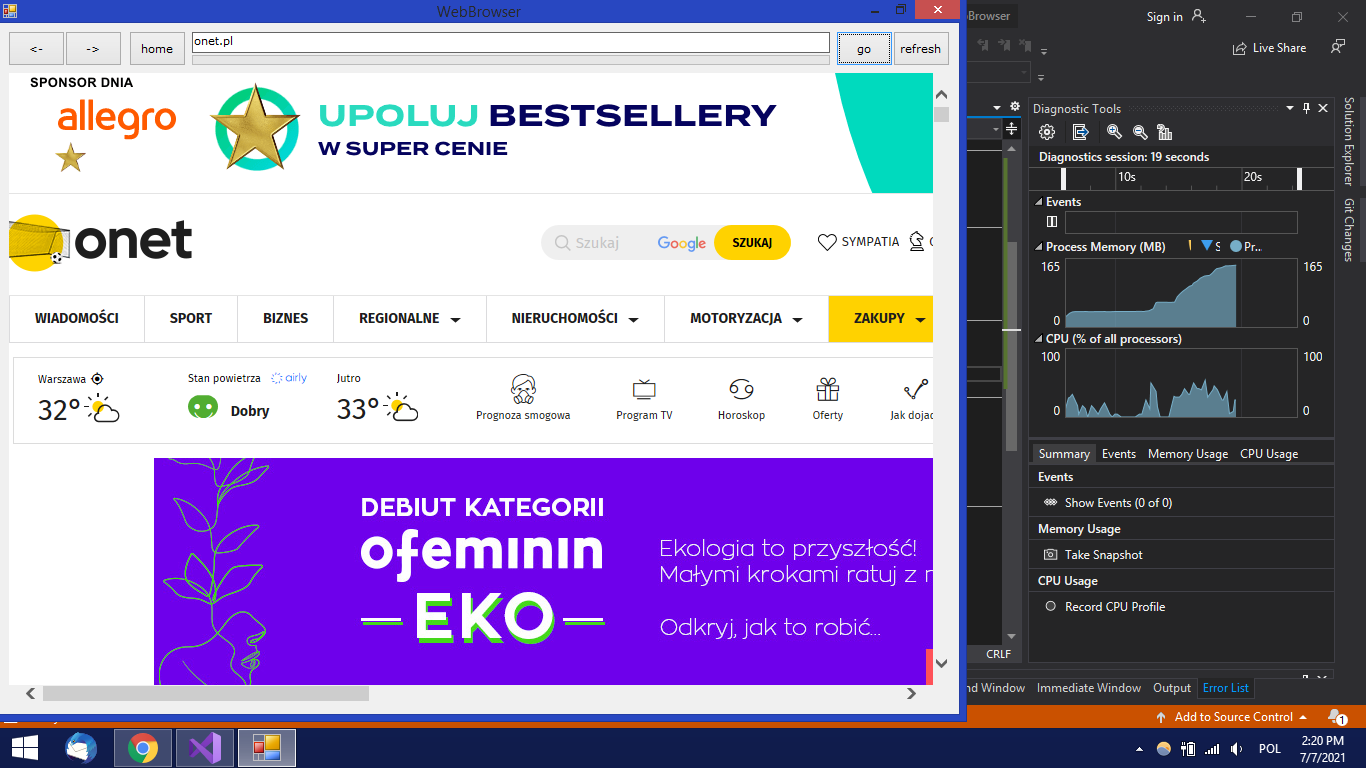 WebBrowser
<-
->
home
onet.pl
go
refresh
SPONSOR DNIA
allegro
UPOLUJ BESTSELLERY
W SUPER CENIE
onet
Szukaj
Google
SZUKAJ
SYMPATIA
WIADOMOŚCI
SPORT
BIZNES
REGIONALNE
NIERUCHOMOŚCI
MOTORYZACJA
ZAKUPY
Warszawa
32°
Stan powietrza
airly
Dobry
Jutro
33°
Prognoza smogowa
Program TV
Horoskop
Oferty
Jak dojad
DEBIUT KATEGORII
ofeminin
EKO
Ekologia to przyszłość!
Małymi krokami ratuj z n
Odkryj, jak to robić...
Browser
Sign in
Live Share
Diagnostic Tools
Diagnostics session: 19 seconds
10s
20s
Events
Process Memory (MB)
S
Pr...
165
165
0
0
CPU (% of all processors)
100
100
0
0
Summary
Events
Memory Usage
CPU Usage
Events
Show Events (0 of 0)
Memory Usage
Take Snapshot
CPU Usage
Record CPU Profile
Solution Explorer
Git Changes
CRLF
nd Window
Immediate Window
Output
Error List
Add to Source Control
1
POL
2:20 PM
7/7/2021